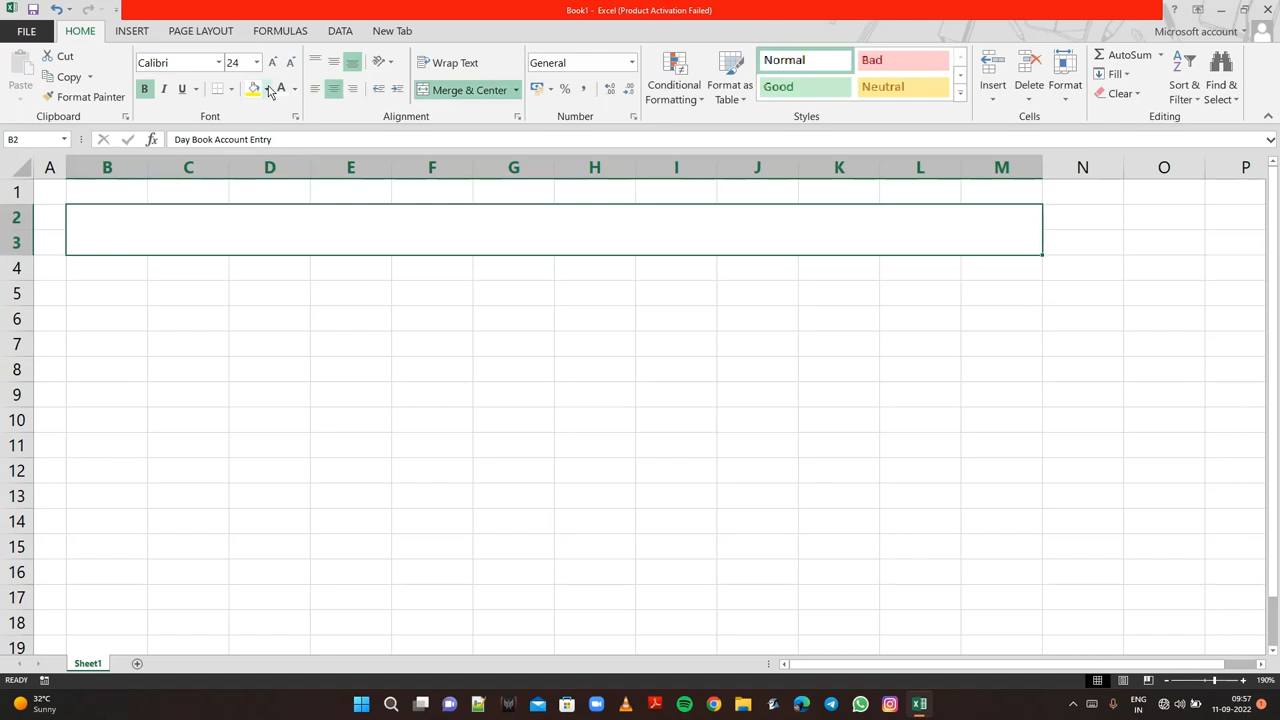 Book1 - Excel (Product Activation Failed)
FILE HOME INSERT PAGE LAYOUT FORMULAS DATA New Tab Microsoft account
Paste Cut Copy Format Painter Clipboard
Calibri 24 B I U A Font
Wrap Text Merge & Center Alignment
General % , Number
Conditional Formatting Format as Table Normal Bad Good Neutral Styles
Insert Delete Format Cells
AutoSum Fill Clear Sort & Filter Find & Select Editing
B2 fx Day Book Account Entry
A B C D E F G H I J K L M N O P
1
2
3
4
5
6
7
8
9
10
11
12
13
14
15
16
17
18
19
Sheet1
READY 190%
32°C Sunny ENG IN 09:57 11-09-2022